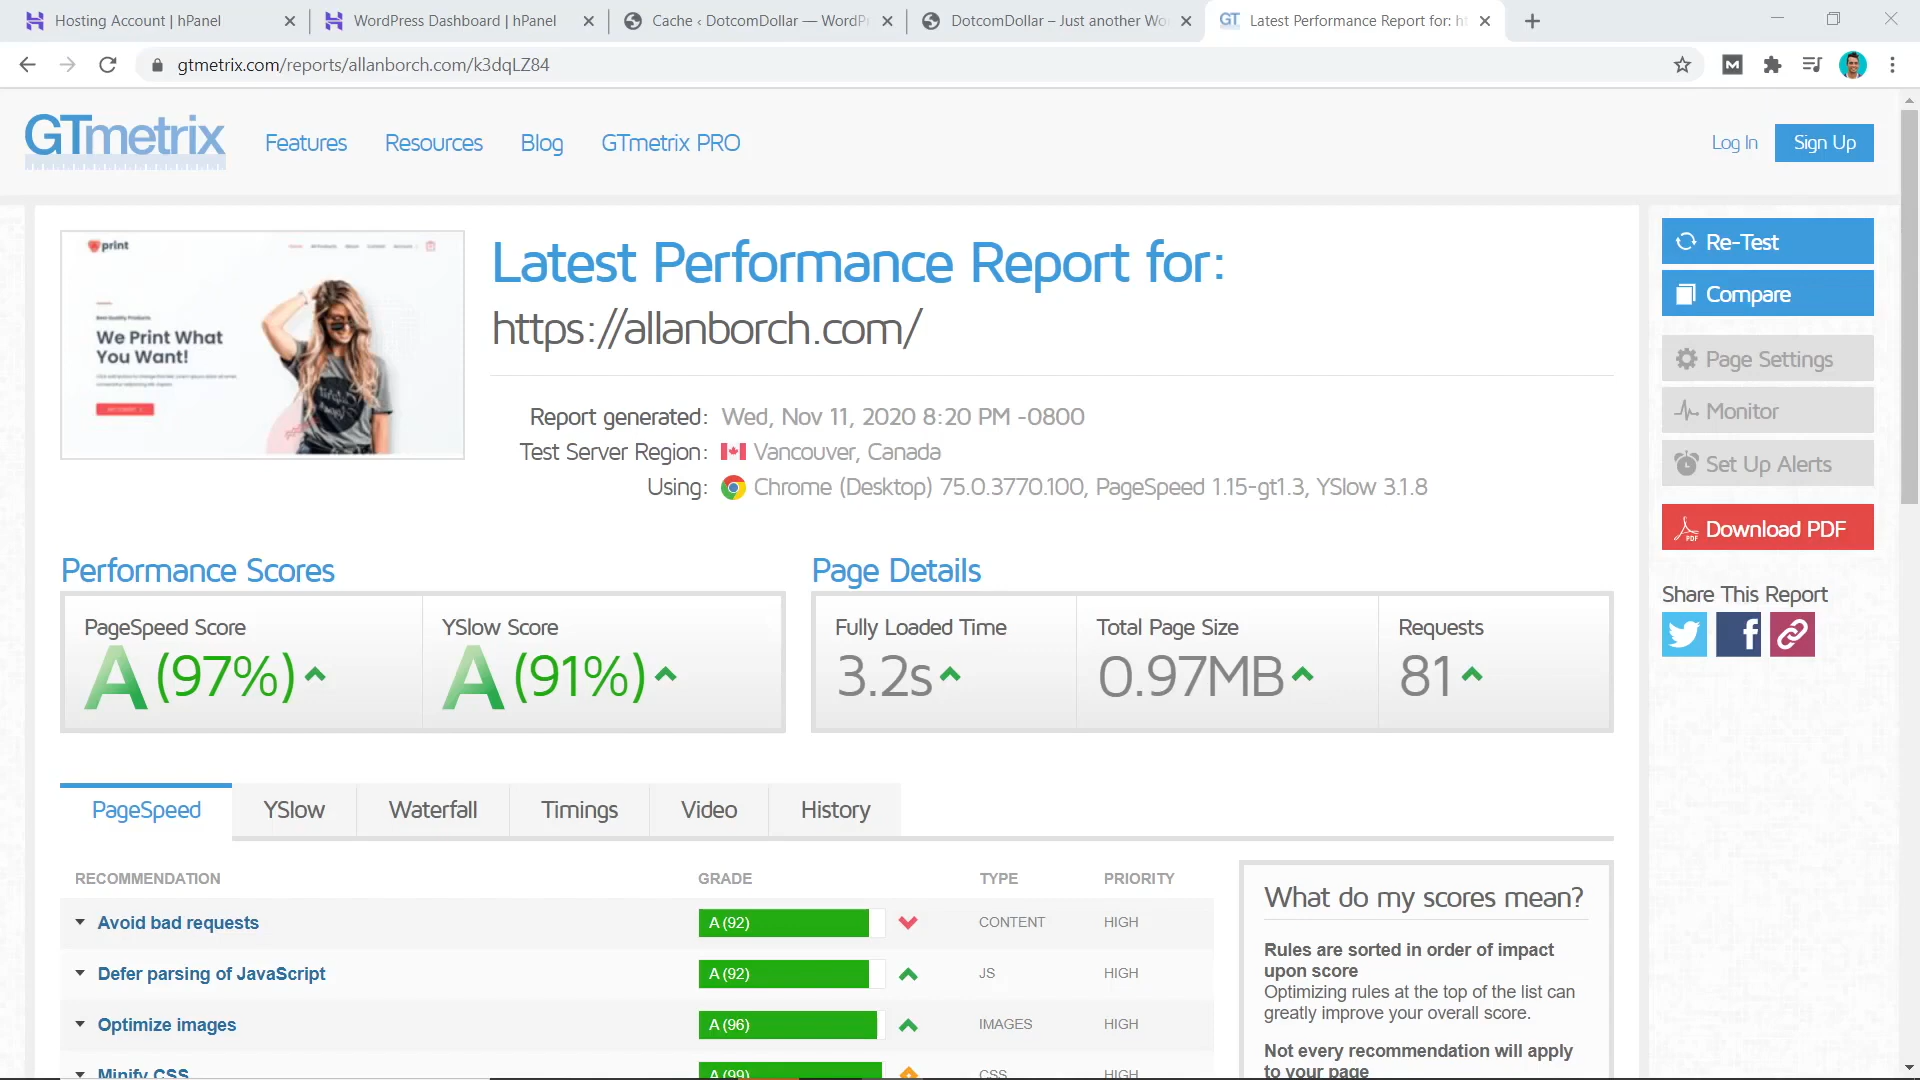 Hosting Account | hPanel
WordPress Dashboard | hPanel
Cache ‹ DotcomDollar — WordPr
DotcomDollar – Just another Wo
GT Latest Performance Report for: ht
gtmetrix.com/reports/allanborch.com/k3dqLZ84
GTmetrix
Features
Resources
Blog
GTmetrix PRO
Log In
Sign Up
print
We Print What
You Want!
Latest Performance Report for:
https://allanborch.com/
Report generated: Wed, Nov 11, 2020 8:20 PM -0800
Test Server Region: Vancouver, Canada
Using: Chrome (Desktop) 75.0.3770.100, PageSpeed 1.15-gt1.3, YSlow 3.1.8
Re-Test
Compare
Page Settings
Monitor
Set Up Alerts
PDF Download PDF
Share This Report
Performance Scores
PageSpeed Score
A (97%)
YSlow Score
A (91%)
Page Details
Fully Loaded Time
3.2s
Total Page Size
0.97MB
Requests
81
PageSpeed
YSlow
Waterfall
Timings
Video
History
RECOMMENDATION GRADE TYPE PRIORITY
Avoid bad requests A (92) CONTENT HIGH
Defer parsing of JavaScript A (92) JS HIGH
Optimize images A (96) IMAGES HIGH
Minify CSS A (99) CSS HIGH
What do my scores mean?
Rules are sorted in order of impact
upon score
Optimizing rules at the top of the list can
greatly improve your overall score.
Not every recommendation will apply
to your page